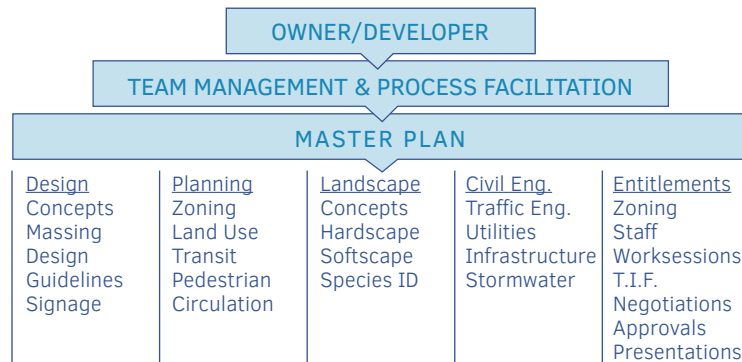 OWNER/DEVELOPER
TEAM MANAGEMENT & PROCESS FACILITATION
MASTER PLAN
Design
Concepts
Massing
Design
Guidelines
Signage
Planning
Zoning
Land Use
Transit
Pedestrian
Circulation
Landscape
Concepts
Hardscape
Softscape
Species ID
Civil Eng.
Traffic Eng.
Utilities
Infrastructure
Stormwater
Entitlements
Zoning
Staff
Worksessions
T.I.F.
Negotiations
Approvals
Presentations